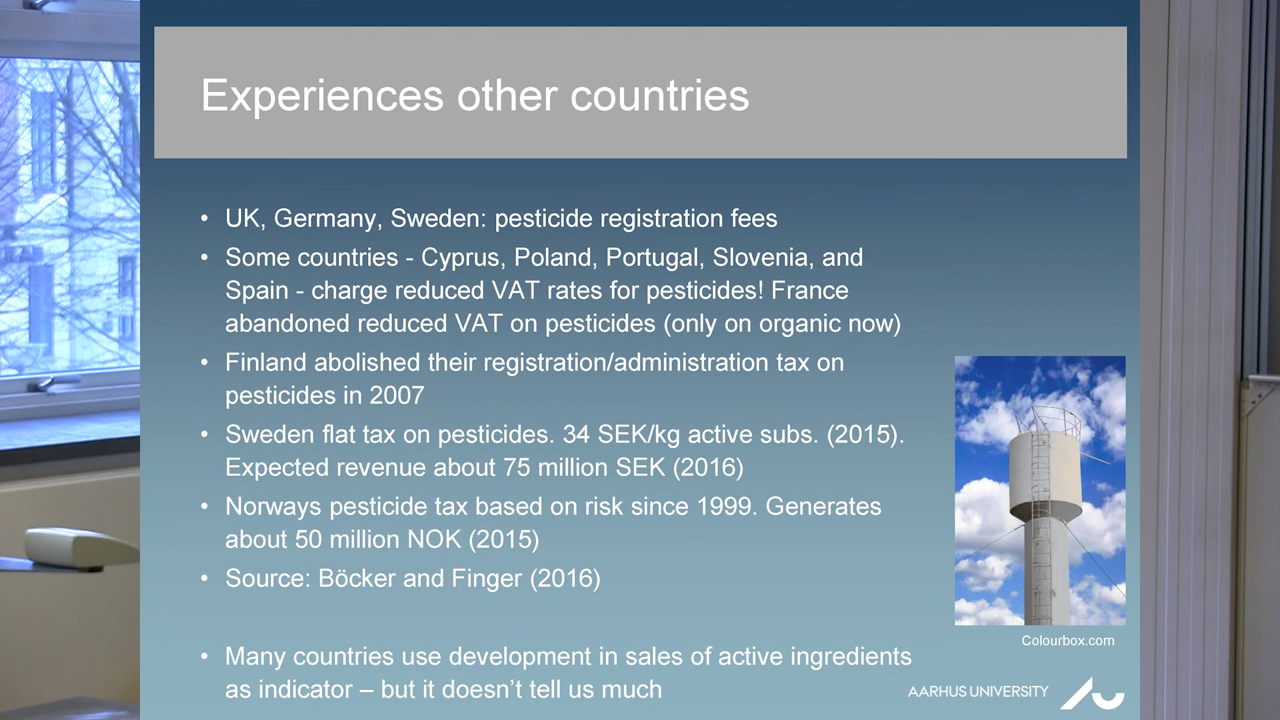 Experiences other countries
• UK, Germany, Sweden: pesticide registration fees
• Some countries - Cyprus, Poland, Portugal, Slovenia, and
Spain - charge reduced VAT rates for pesticides! France
abandoned reduced VAT on pesticides (only on organic now)
• Finland abolished their registration/administration tax on
pesticides in 2007
• Sweden flat tax on pesticides. 34 SEK/kg active subs. (2015).
Expected revenue about 75 million SEK (2016)
• Norways pesticide tax based on risk since 1999. Generates
about 50 million NOK (2015)
• Source: Böcker and Finger (2016)
Colourbox.com
• Many countries use development in sales of active ingredients
as indicator – but it doesn’t tell us much
AARHUS UNIVERSITY